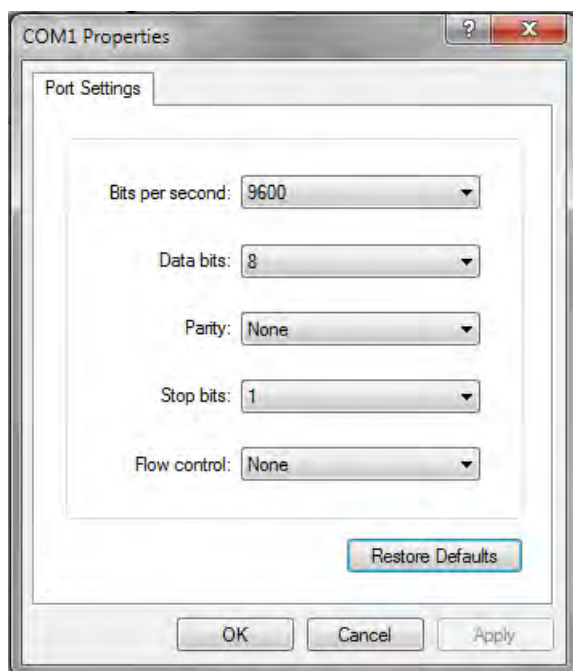 COM1 Properties
?
X
Port Settings
Bits per second: 9600
Data bits: 8
Parity: None
Stop bits: 1
Flow control: None
Restore Defaults
OK Cancel Apply